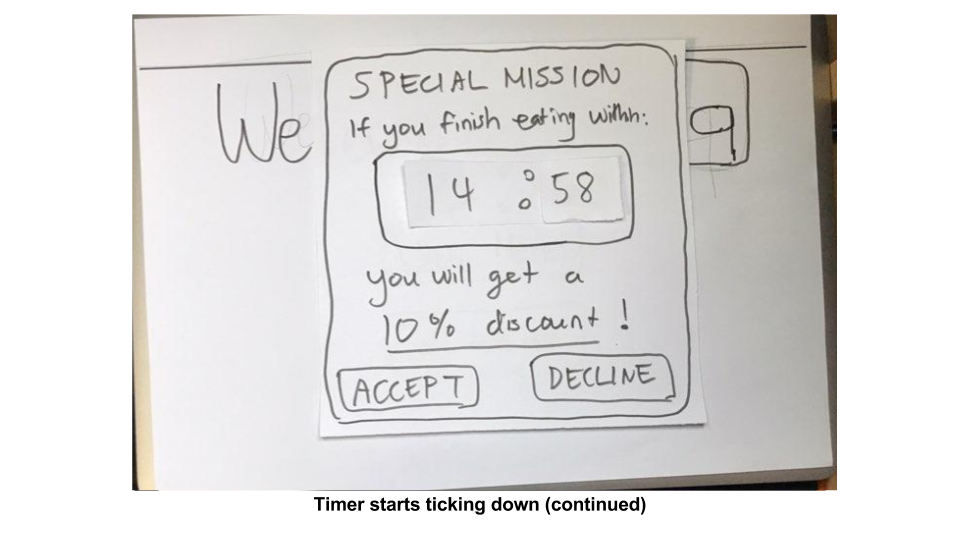 SPECIAL MISSION
We
If you finish eating within:
14 : 58
you will get a
10% discount !
ACCEPT
DECLINE
Timer starts ticking down (continued)